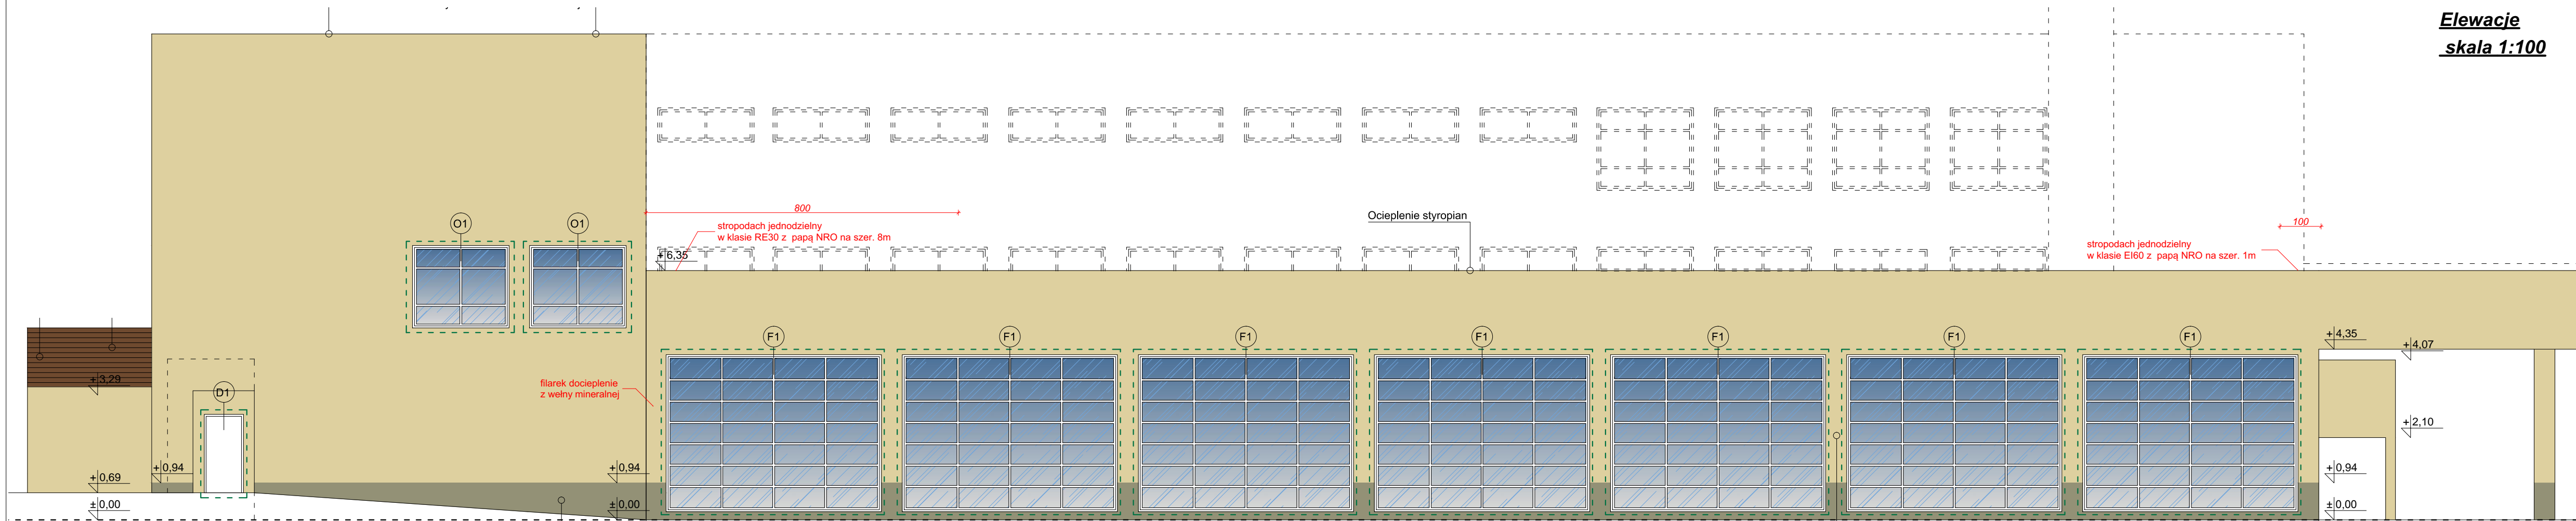 Elewacje
skala 1:100
O1
O1
800
stropodach jednodzielny
w klasie RE30 z papą NRO na szer. 8m
+6,35
Ocieplenie styropian
100
stropodach jednodzielny
w klasie EI60 z papą NRO na szer. 1m
F1
F1
F1
F1
F1
F1
F1
+4,35
+4,07
+3,29
D1
filarek docieplenie
z wełny mineralnej
+2,10
+0,69
+0,94
+0,94
+0,94
±0,00
±0,00
±0,00